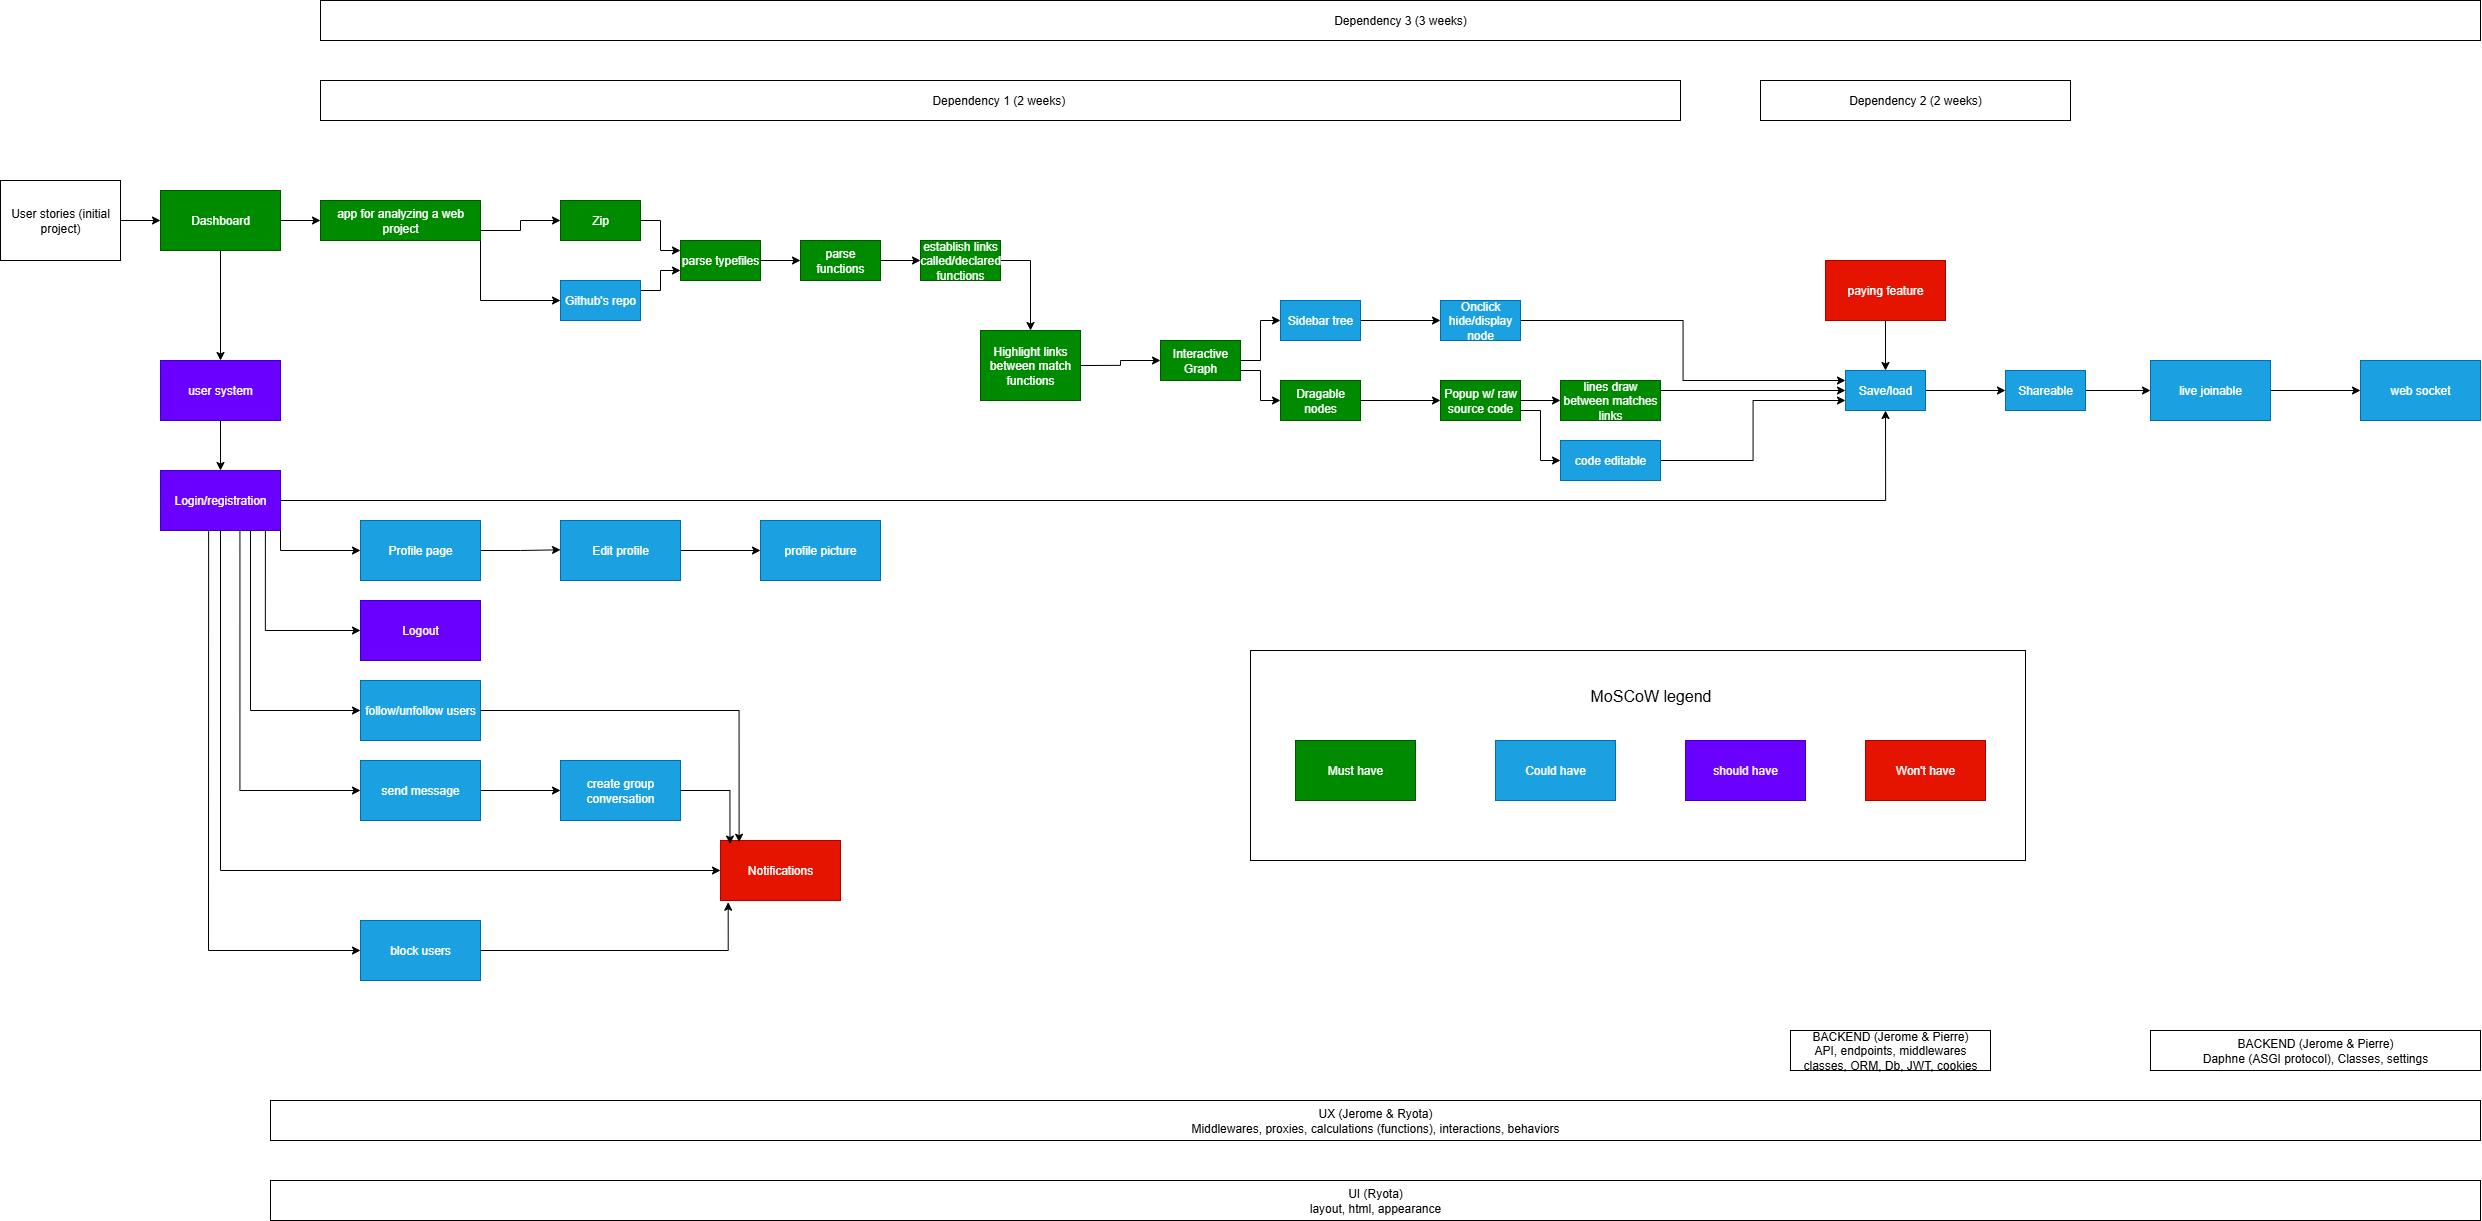 Dependency 3 (3 weeks)
Dependency 1 (2 weeks)
Dependency 2 (2 weeks)
User stories (initial
project)
Dashboard
app for analyzing a web
project
Zip
Github's repo
parse typefiles
parse
functions
establish links
called/declared
functions
Highlight links
between match
functions
Interactive
Graph
Sidebar tree
Onclick
hide/display
node
Dragable
nodes
Popup w/ raw
source code
lines draw
between matches
links
code editable
paying feature
Save/load
Shareable
live joinable
web socket
user system
Login/registration
Profile page
Edit profile
profile picture
Logout
follow/unfollow users
send message
create group
conversation
Notifications
block users
MoSCoW legend
Must have
Could have
should have
Won't have
BACKEND (Jerome & Pierre)
API, endpoints, middlewares
classes, ORM, Db, JWT, cookies
BACKEND (Jerome & Pierre)
Daphne (ASGI protocol), Classes, settings
UX (Jerome & Ryota)
Middlewares, proxies, calculations (functions), interactions, behaviors
UI (Ryota)
layout, html, appearance